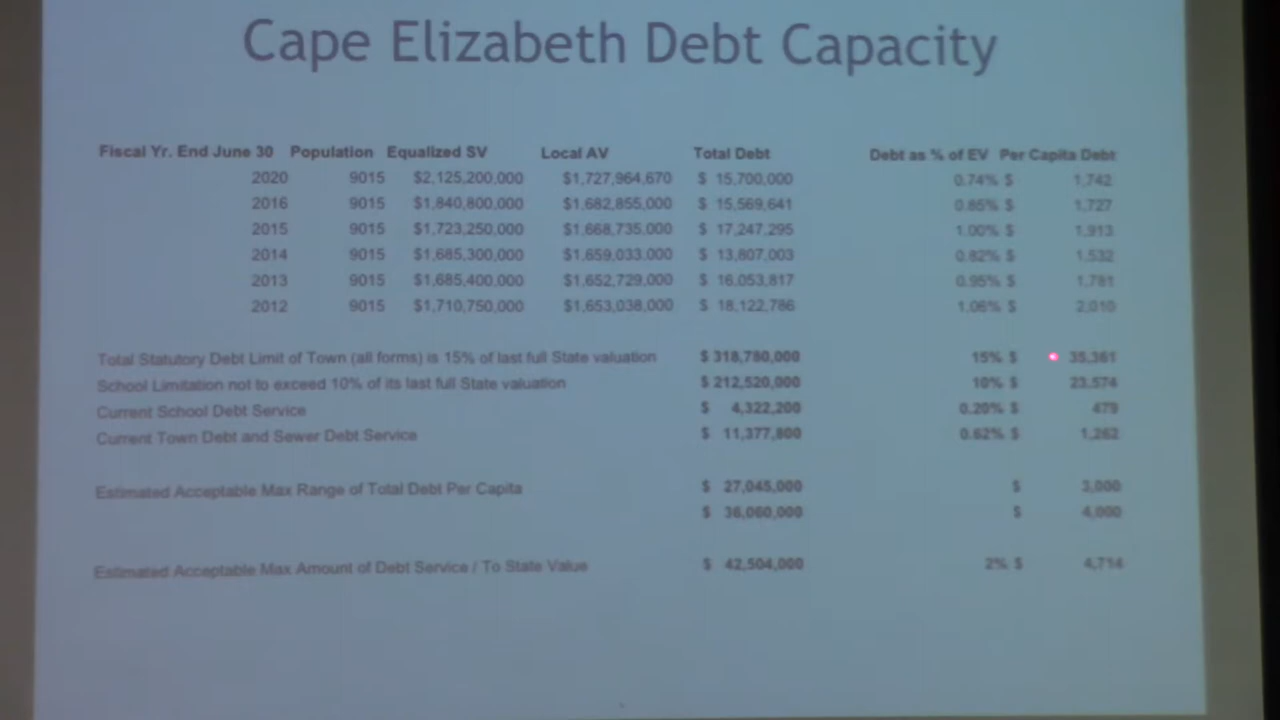 Cape Elizabeth Debt Capacity
Fiscal Yr. End June 30 Population Equalized SV Local AV Total Debt Debt as % of EV Per Capita Debt
2020 9015 $2,125,200,000 $1,727,964,670 $ 15,700,000 0.74% $ 1,742
2016 9015 $1,840,800,000 $1,682,855,000 $ 15,569,641 0.85% $ 1,727
2015 9015 $1,723,250,000 $1,668,735,000 $ 17,247,295 1.00% $ 1,913
2014 9015 $1,685,300,000 $1,659,033,000 $ 13,807,003 0.82% $ 1,532
2013 9015 $1,685,400,000 $1,652,729,000 $ 16,053,817 0.95% $ 1,781
2012 9015 $1,710,750,000 $1,653,038,000 $ 18,122,786 1.06% $ 2,010
Total Statutory Debt Limit of Town (all forms) is 15% of last full State valuation $ 318,780,000 15% $ 35,361
School Limitation not to exceed 10% of its last full State valuation $ 212,520,000 10% $ 23,574
Current School Debt Service $ 4,322,200 0.20% $ 479
Current Town Debt and Sewer Debt Service $ 11,377,800 0.62% $ 1,262
Estimated Acceptable Max Range of Total Debt Per Capita $ 27,045,000 $ 3,000
$ 36,060,000 $ 4,000
Estimated Acceptable Max Amount of Debt Service / To State Value $ 42,504,000 2% $ 4,714